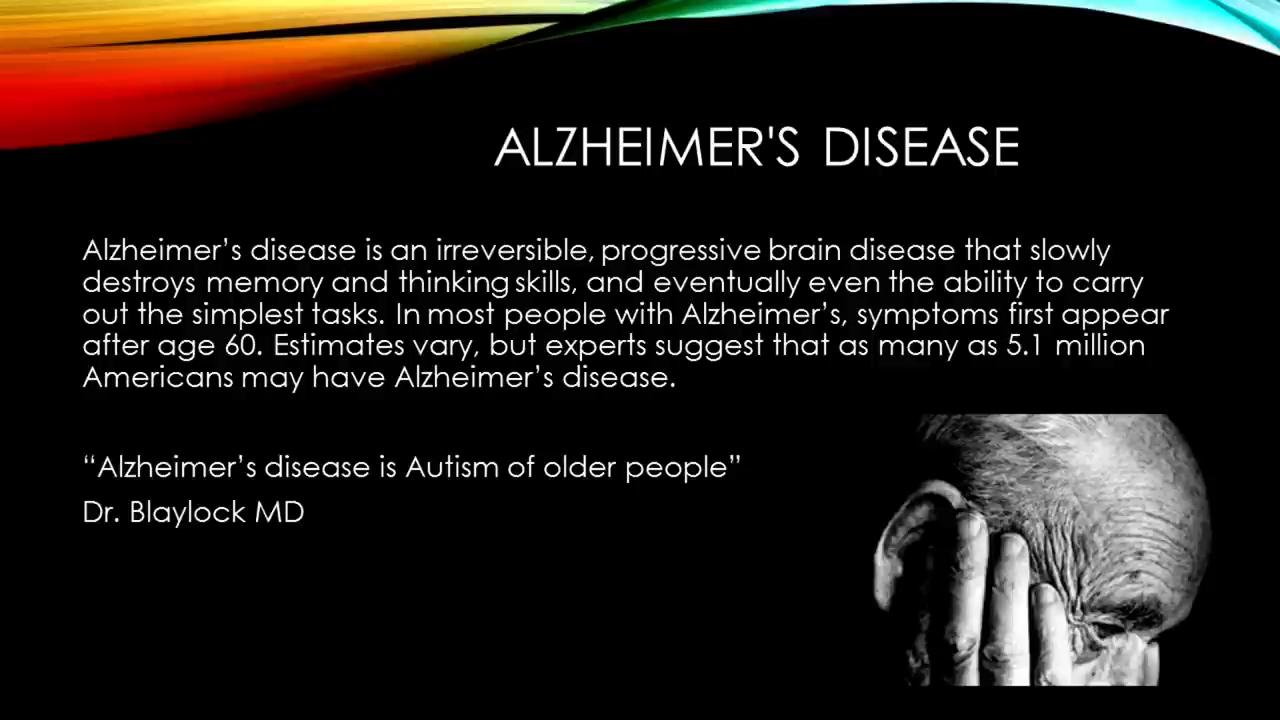 ALZHEIMER'S DISEASE
Alzheimer’s disease is an irreversible, progressive brain disease that slowly
destroys memory and thinking skills, and eventually even the ability to carry
out the simplest tasks. In most people with Alzheimer’s, symptoms first appear
after age 60. Estimates vary, but experts suggest that as many as 5.1 million
Americans may have Alzheimer’s disease.
“Alzheimer’s disease is Autism of older people”
Dr. Blaylock MD